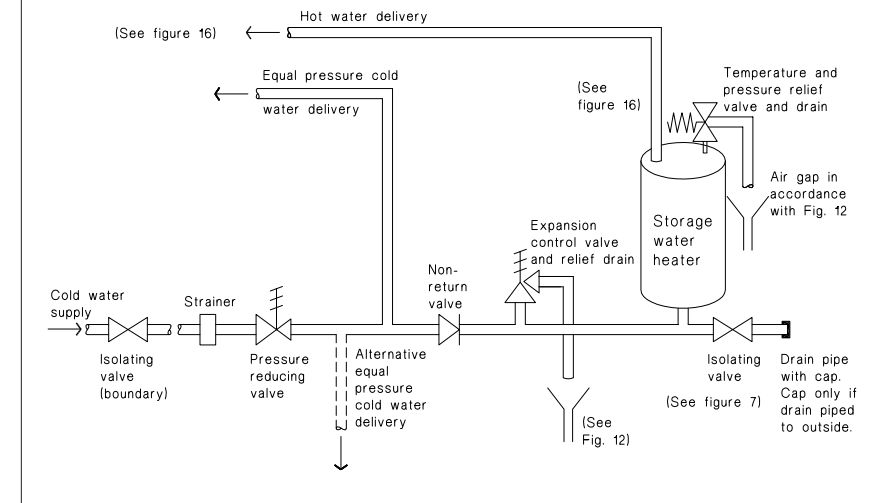 Hot water delivery
(See figure 16)
Equal pressure cold
water delivery
(See
figure 16)
Temperature and
pressure relief
valve and drain
Air gap in
accordance
with Fig. 12
Storage
water
heater
Expansion
control valve
and relief drain
Non-
return
valve
Cold water
supply
Strainer
Isolating
valve
(boundary)
Pressure
reducing
valve
Alternative
equal
pressure
cold water
delivery
(See
Fig. 12)
Isolating
valve
(See figure 7)
Drain pipe
with cap.
Cap only if
drain piped
to outside.